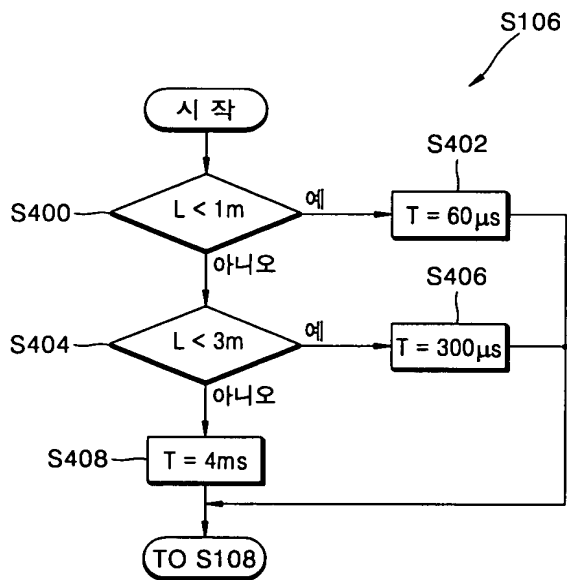 S106
시 작
S402
S400
L < 1m
예
T = 60μs
아니오
S406
S404
L < 3m
예
T = 300μs
아니오
S408
T = 4ms
TO S108